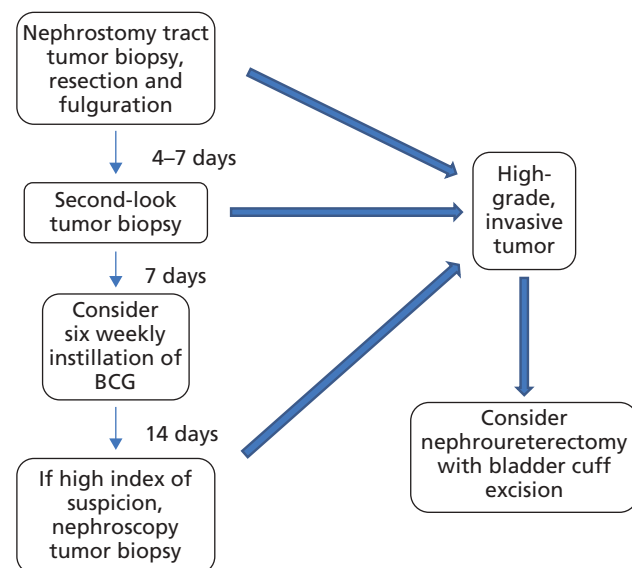 Nephrostomy tract
tumor biopsy,
resection and
fulguration
4–7 days
Second-look
tumor biopsy
7 days
Consider
six weekly
instillation of
BCG
14 days
If high index of
suspicion,
nephroscopy
tumor biopsy
High-
grade,
invasive
tumor
Consider
nephroureterectomy
with bladder cuff
excision